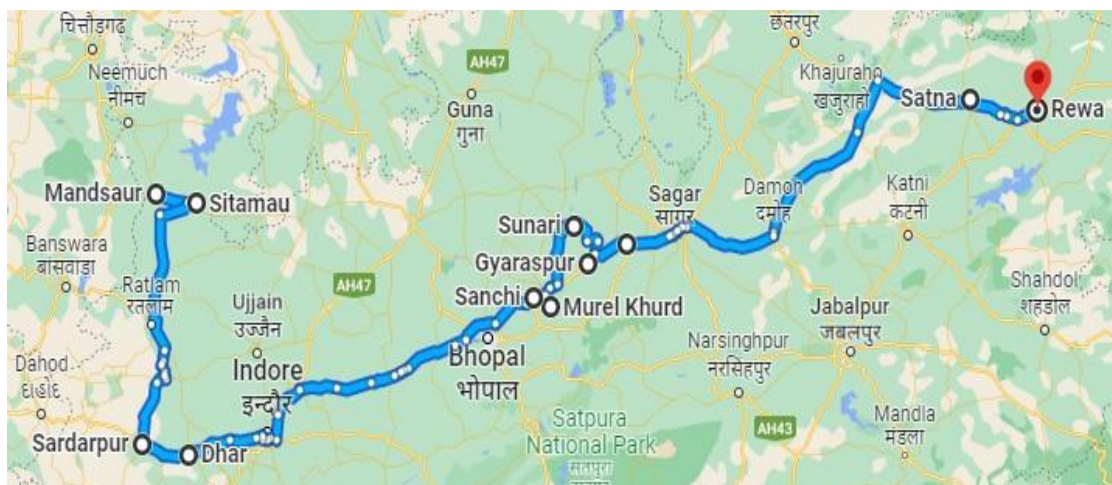 चित्तौड़गढ़
छतरपुर
Neemuch
नीमच
AH47
Guna
गुना
Khajuraho
खजुराहो
Satna
Rewa
Mandsaur
Sitamau
Sagar
सागर
Damoh
दमोह
Katni
कटनी
Sunari
Banswara
बांसवाड़ा
Gyaraspur
Ratlam
रतलाम
AH47
Sanchi
Murel Khurd
Shahdol
शहडोल
Ujjain
उज्जैन
Jabalpur
जबलपुर
Bhopal
भोपाल
Narsinghpur
नरसिंहपुर
Dahod
Indore
इन्दौर
Satpura
National Park
Mandla
मंडला
AH43
Sardarpur
Dhar